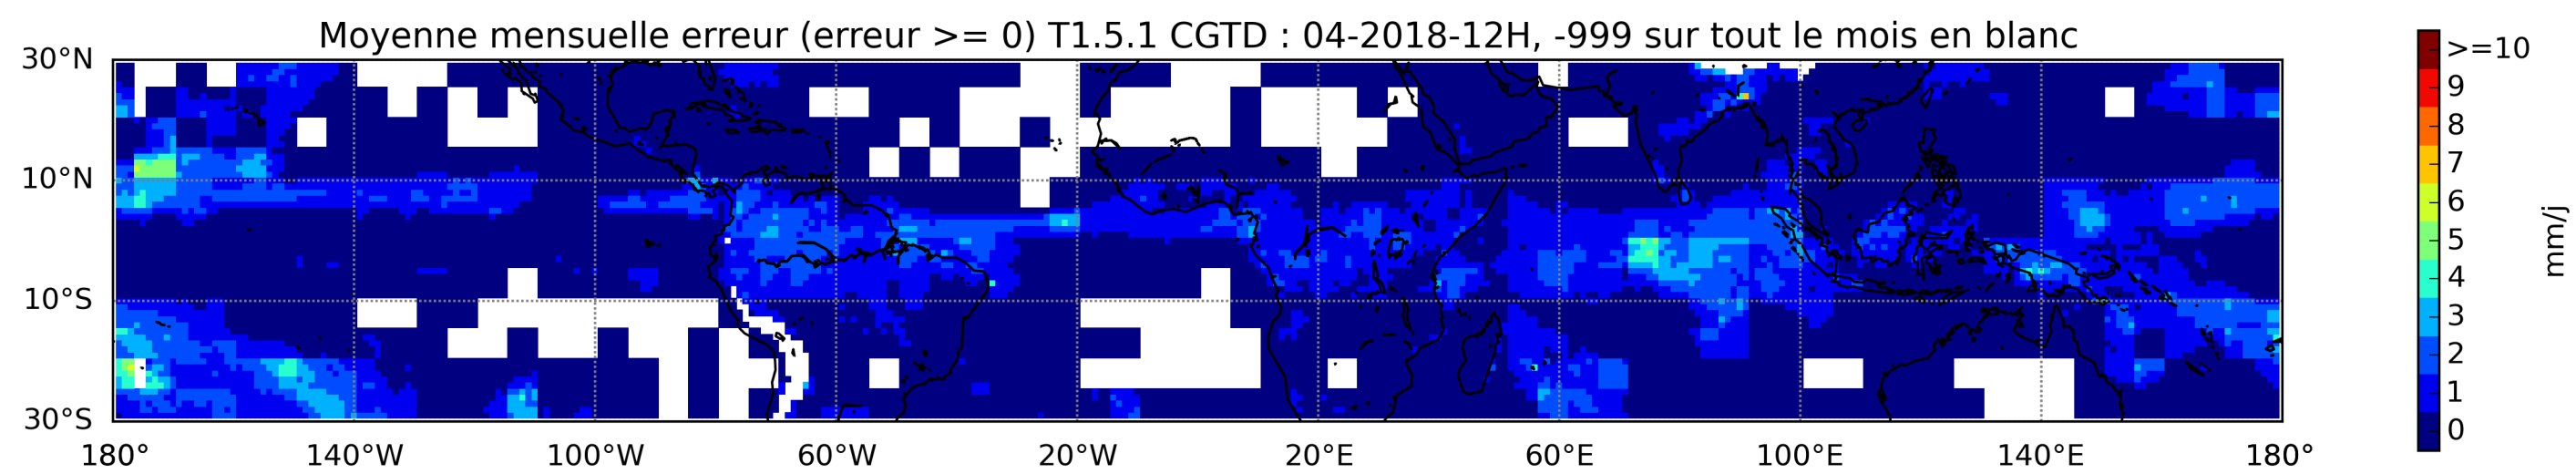 Moyenne mensuelle erreur (erreur >= 0) T1.5.1 CGTD : 04-2018-12H, -999 sur tout le mois en blanc
30°N
10°N
10°S
30°S
180° 140°W 100°W 60°W 20°W 20°E 60°E 100°E 140°E 180°
>=10
9
8
7
6
5
4
3
2
1
0
mm/j